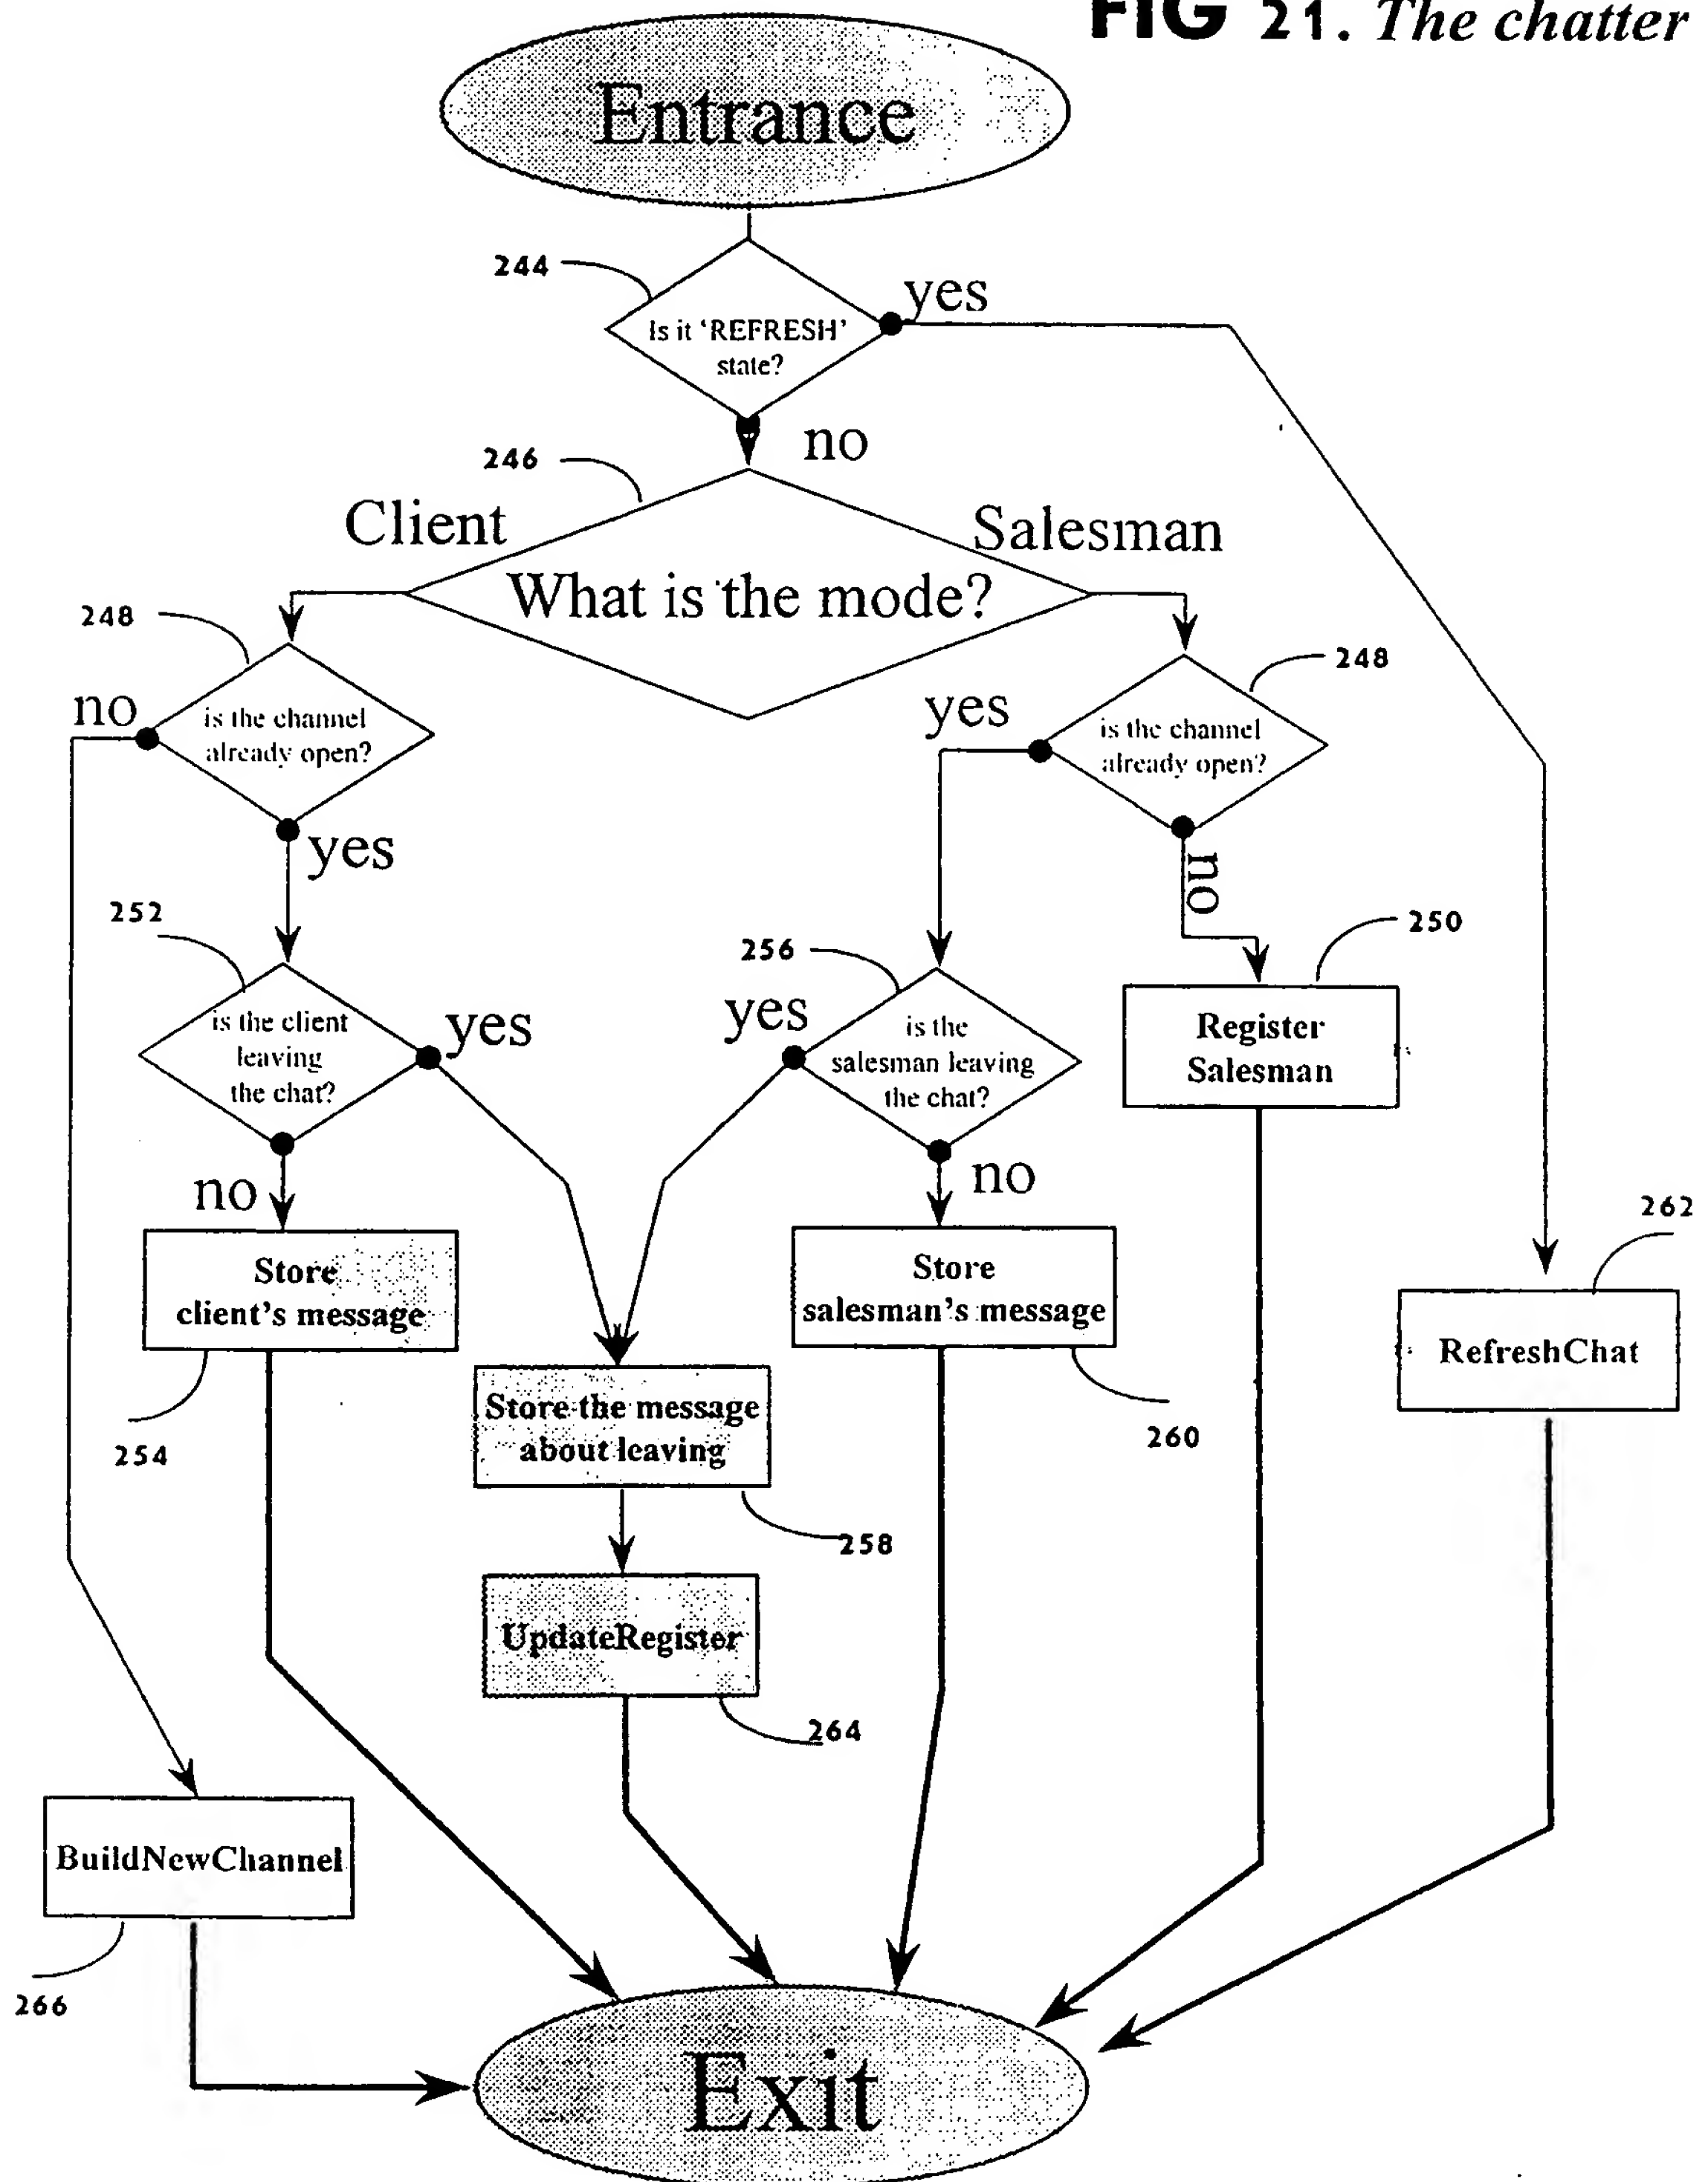 FIG 21. The chatter
Entrance
244
yes
Is it 'REFRESH'
state?
no
246
Client
Salesman
What is the mode?
248
248
no
is the channel
already open?
yes
is the channel
already open?
yes
no
252
256
250
is the client
leaving
the chat?
yes
yes
is the
salesman leaving
the chat?
Register
Salesman
no
no
262
Store
client's message
Store
salesman's message
RefreshChat
254
Store the message
about leaving
260
258
UpdateRegister
264
BuildNewChannel
266
Exit